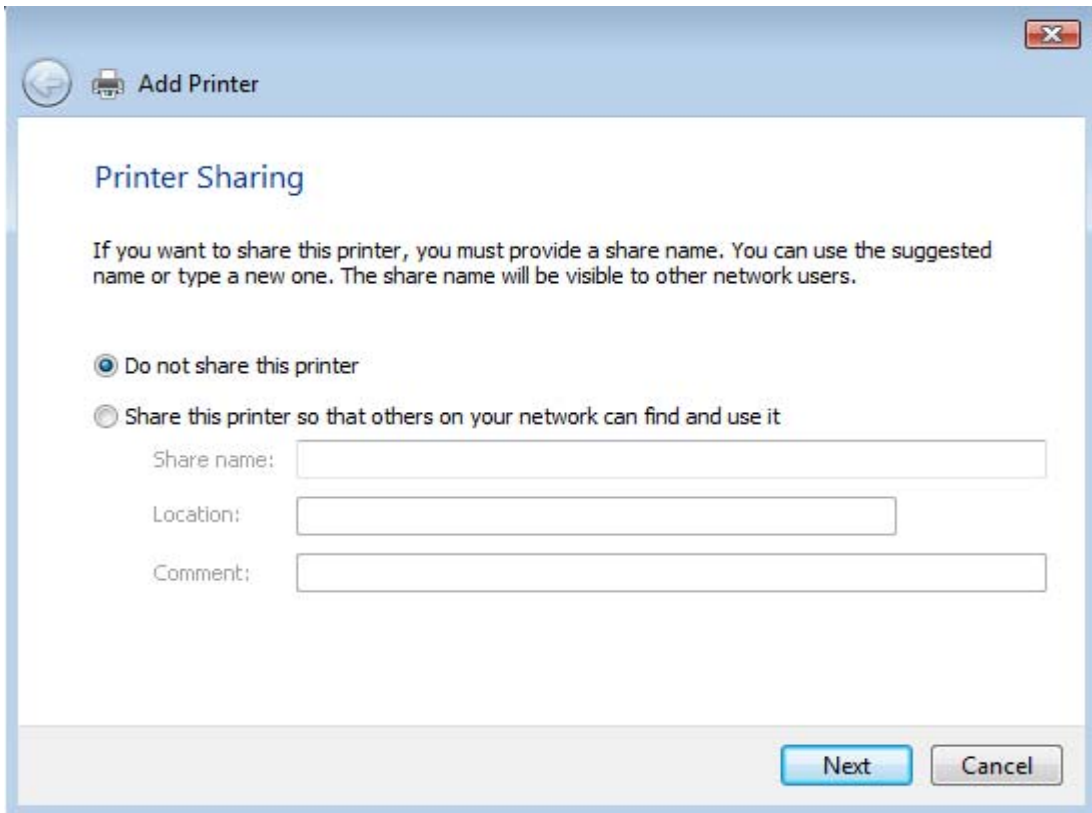 Add Printer
Printer Sharing
If you want to share this printer, you must provide a share name. You can use the suggested
name or type a new one. The share name will be visible to other network users.
Do not share this printer
Share this printer so that others on your network can find and use it
Share name:
Location:
Comment:
Next Cancel